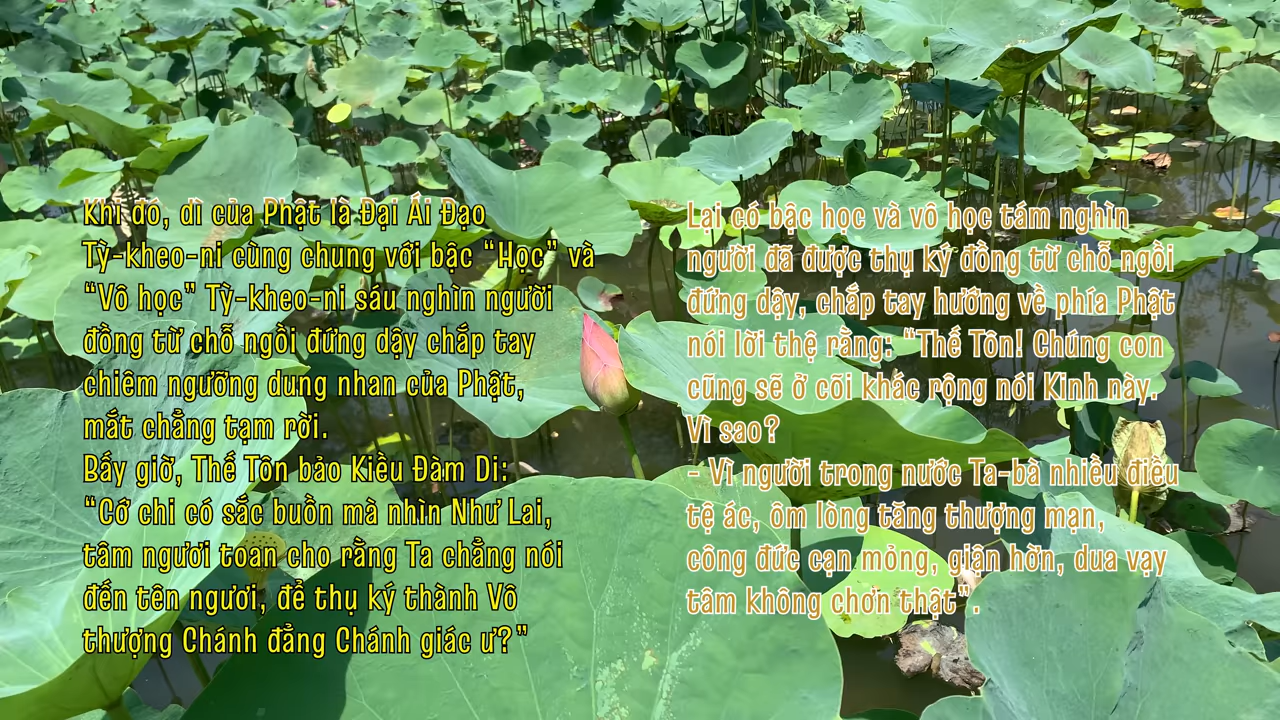 Khi đó, dì của Phật là Đại Ái Đạo
Tỳ-kheo-ni cùng chung với bậc “Học” và
“Vô học” Tỳ-kheo-ni sáu nghìn người
đồng từ chỗ ngồi đứng dậy chắp tay
chiêm ngưỡng dung nhan của Phật,
mắt chẳng tạm rời.
Bấy giờ, Thế Tôn bảo Kiều Đàm Di:
“Cớ chi có sắc buồn mà nhìn Như Lai,
tâm ngươi toan cho rằng Ta chẳng nói
đến tên ngươi, để thụ ký thành Vô
thượng Chánh đẳng Chánh giác ư?”
Lại có bậc học và vô học tám nghìn
người đã được thụ ký đồng từ chỗ ngồi
đứng dậy, chắp tay hướng về phía Phật
nói lời thệ rằng: “Thế Tôn! Chúng con
cũng sẽ ở cõi khác rộng nói Kinh này.
Vì sao?
- Vì người trong nước Ta-bà nhiều điều
tệ ác, ôm lòng tăng thượng mạn,
công đức cạn mỏng, giận hờn, dua vạy
tâm không chơn thật”.